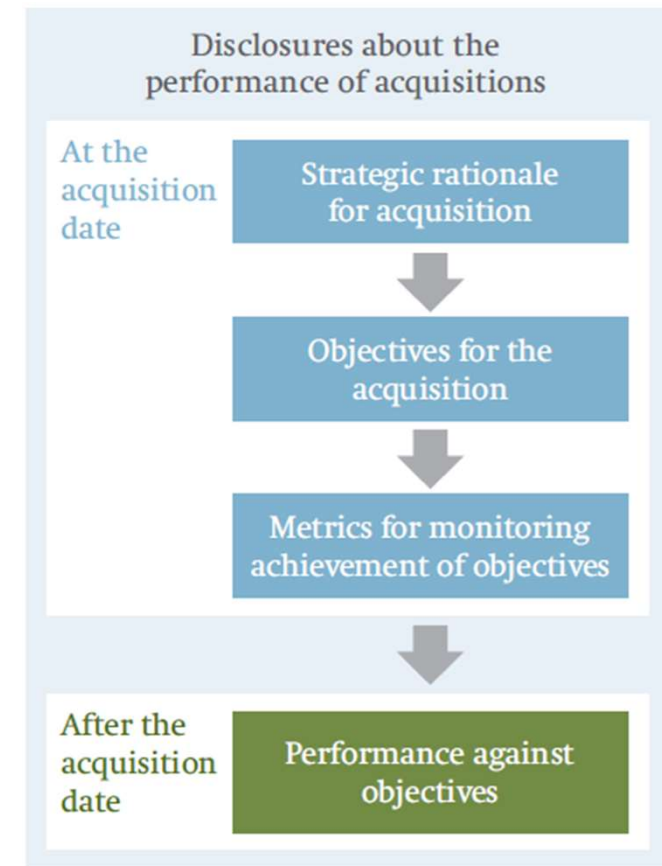 Disclosures about the
performance of acquisitions
At the
acquisition
date
Strategic rationale
for acquisition
Objectives for the
acquisition
Metrics for monitoring
achievement of objectives
After the
acquisition
date
Performance against
objectives